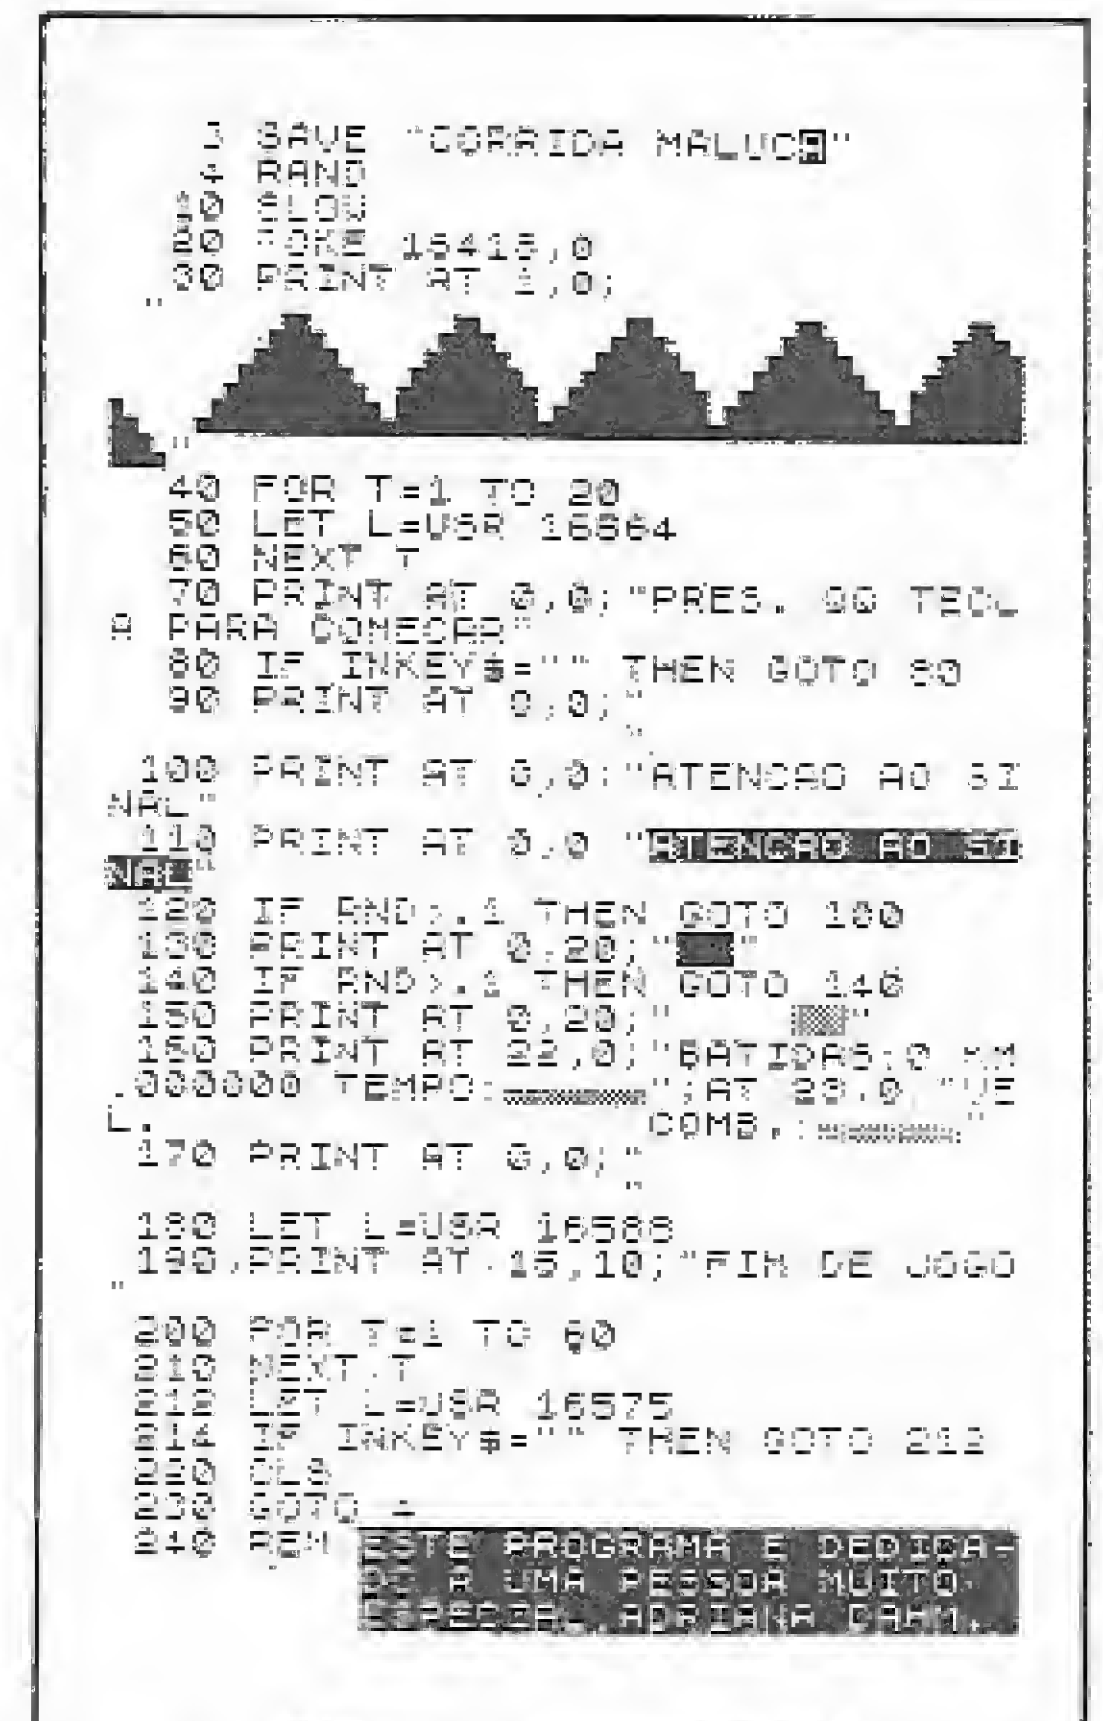 3 SAVE "CORRIDA MALUCA"
4 RAND
10 SLOW
20 POKE 16418,0
30 PRINT AT 1,0;
"
"
40 FOR T=1 TO 20
50 LET L=USR 16864
60 NEXT T
70 PRINT AT 0,0;"PRES. QQ TECL
A PARA COMECAR"
80 IF INKEY$="" THEN GOTO 80
90 PRINT AT 0,0;"
"
100 PRINT AT 0,0;"ATENCAO AO SI
NAL"
110 PRINT AT 0,0;"ATENCAO AO SI
NAL"
120 IF RND>.1 THEN GOTO 100
130 PRINT AT 0,20;" "
140 IF RND>.1 THEN GOTO 140
150 PRINT AT 0,20;" "
160 PRINT AT 22,0;"BATIDAS:0 KM
.000000 TEMPO: ";AT 23,0;"VE
L. COMB.: "
170 PRINT AT 0,0;"
"
180 LET L=USR 16588
190 PRINT AT 15,10;"FIM DE JOGO
"
200 FOR T=1 TO 60
210 NEXT T
LET L=USR 16575
IF INKEY$="" THEN GOTO 212
220 CLS
230 GOTO 4
240 REM ESTE PROGRAMA E DEDICA-
DO A UMA PESSOA MUITO
ESPECIAL,ADRIANA DAHM.